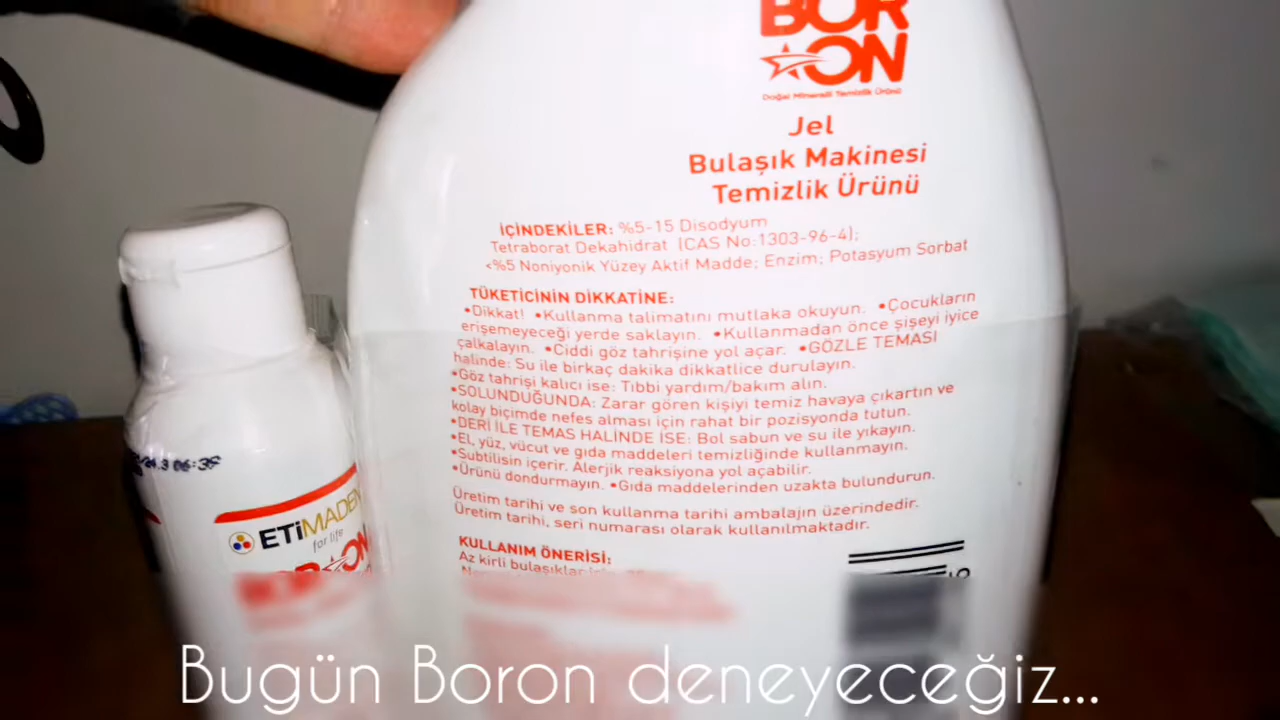 BOR
ON
Doğal Mineralli Temizlik Ürünü
Jel
Bulaşık Makinesi
Temizlik Ürünü
İÇİNDEKİLER: %5-15 Disodyum
Tetraborat Dekahidrat (CAS No:1303-96-4);
<%5 Noniyonik Yüzey Aktif Madde; Enzim; Potasyum Sorbat
TÜKETİCİNİN DİKKATİNE:
•Dikkat! •Kullanma talimatını mutlaka okuyun. •Çocukların
erişemeyeceği yerde saklayın. •Kullanmadan önce şişeyi iyice
çalkalayın. •Ciddi göz tahrişine yol açar. •GÖZLE TEMASI
halinde: Su ile birkaç dakika dikkatlice durulayın.
•Göz tahrişi kalıcı ise: Tıbbi yardım/bakım alın.
•SOLUNDUĞUNDA: Zarar gören kişiyi temiz havaya çıkartın ve
kolay biçimde nefes alması için rahat bir pozisyonda tutun.
•DERİ İLE TEMAS HALİNDE İSE: Bol sabun ve su ile yıkayın.
•El, yüz, vücut ve gıda maddeleri temizliğinde kullanmayın.
•Subtilisin içerir. Alerjik reaksiyona yol açabilir.
•Ürünü dondurmayın. •Gıda maddelerinden uzakta bulundurun.
Üretim tarihi ve son kullanma tarihi ambalajın üzerindedir.
Üretim tarihi, seri numarası olarak kullanılmaktadır.
KULLANIM ÖNERİSİ:
Az kirli bulaşıklar
06:38
ETİMADEN
for life
BORON
Bugün Boron deneyeceğiz...